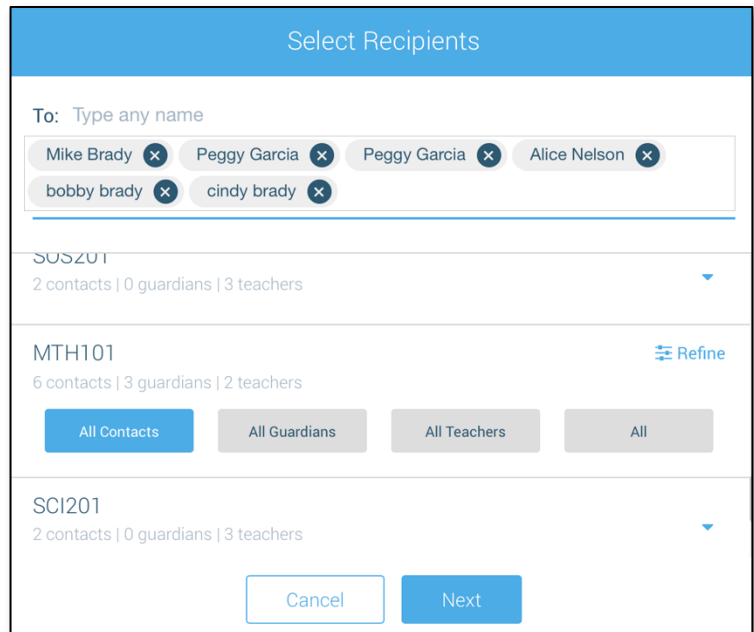 Select Recipients
To: Type any name
Mike Brady Peggy Garcia Peggy Garcia Alice Nelson
bobby brady cindy brady
SOS201
2 contacts | 0 guardians | 3 teachers
MTH101 Refine
6 contacts | 3 guardians | 2 teachers
All Contacts All Guardians All Teachers All
SCI201
2 contacts | 0 guardians | 3 teachers
Cancel Next